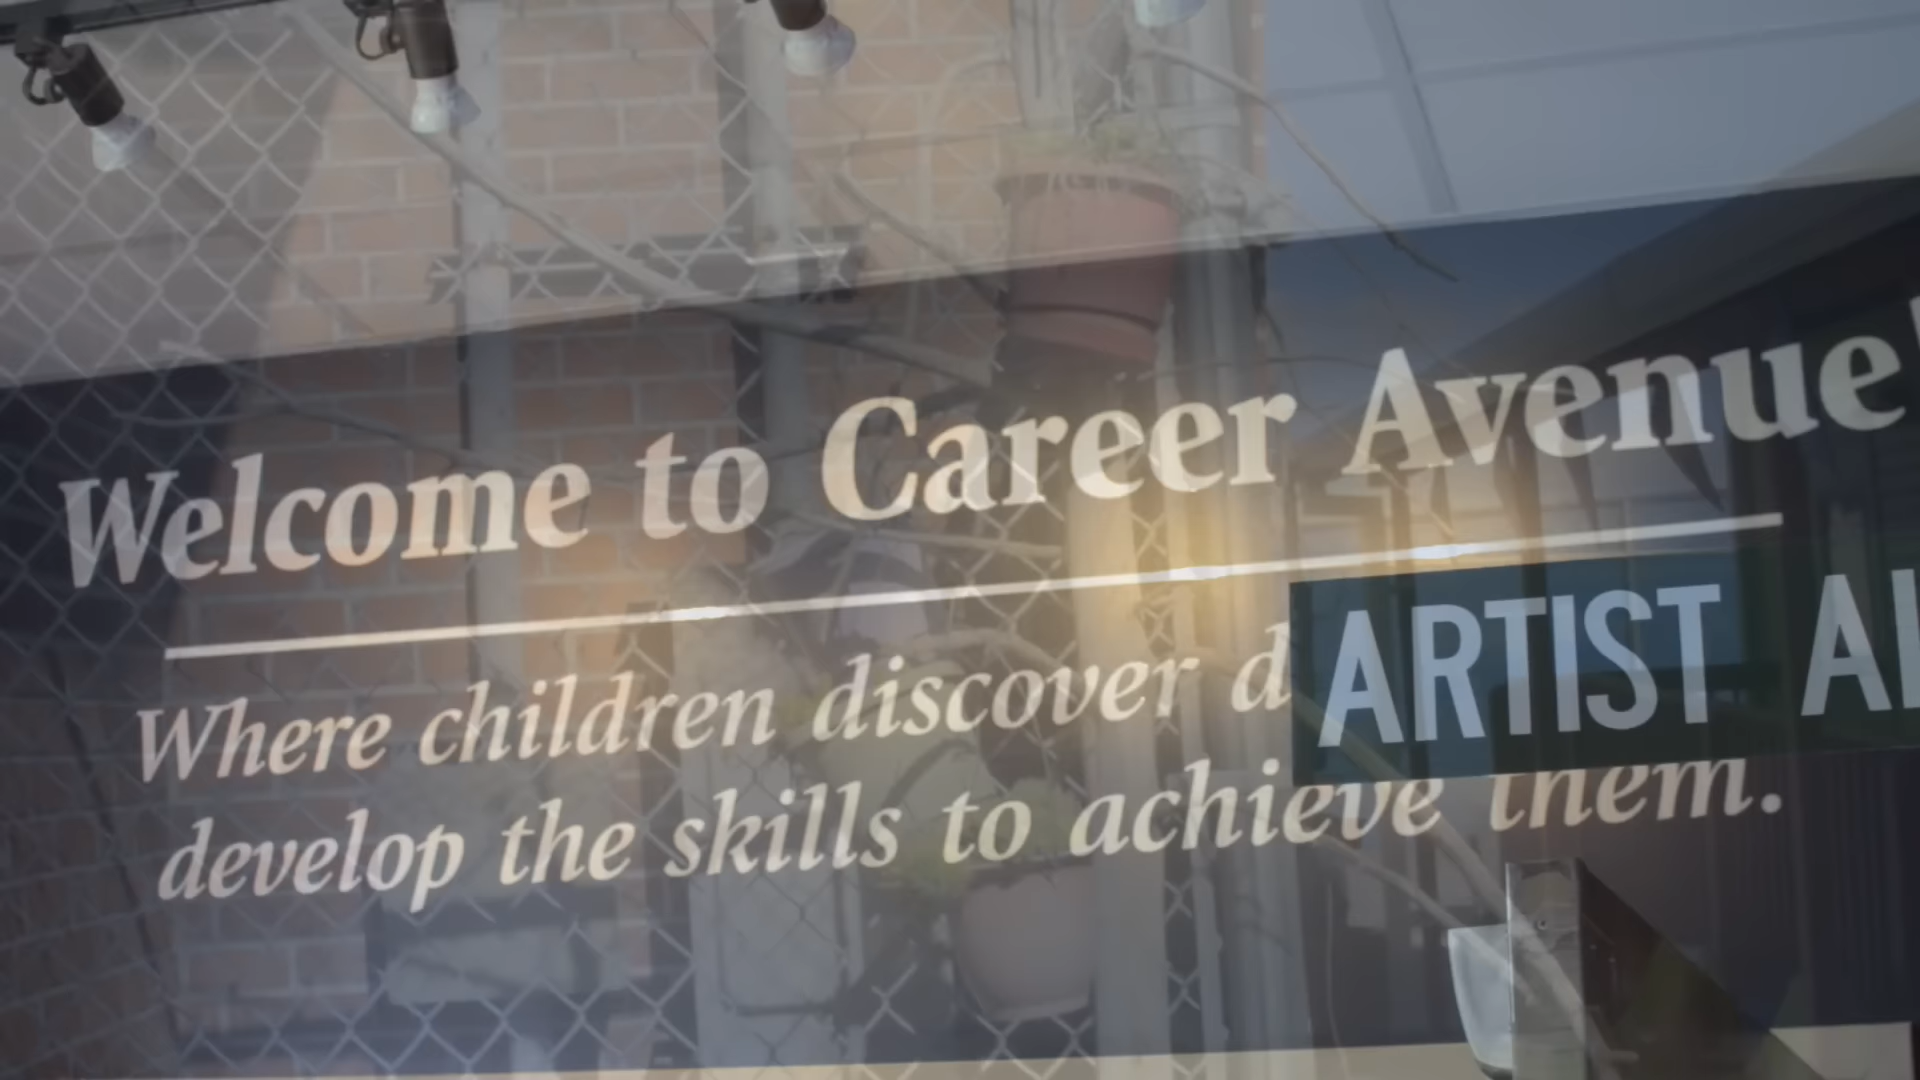 Welcome to Career Avenue
Where children discover
ARTIST
develop the skills to achieve them.